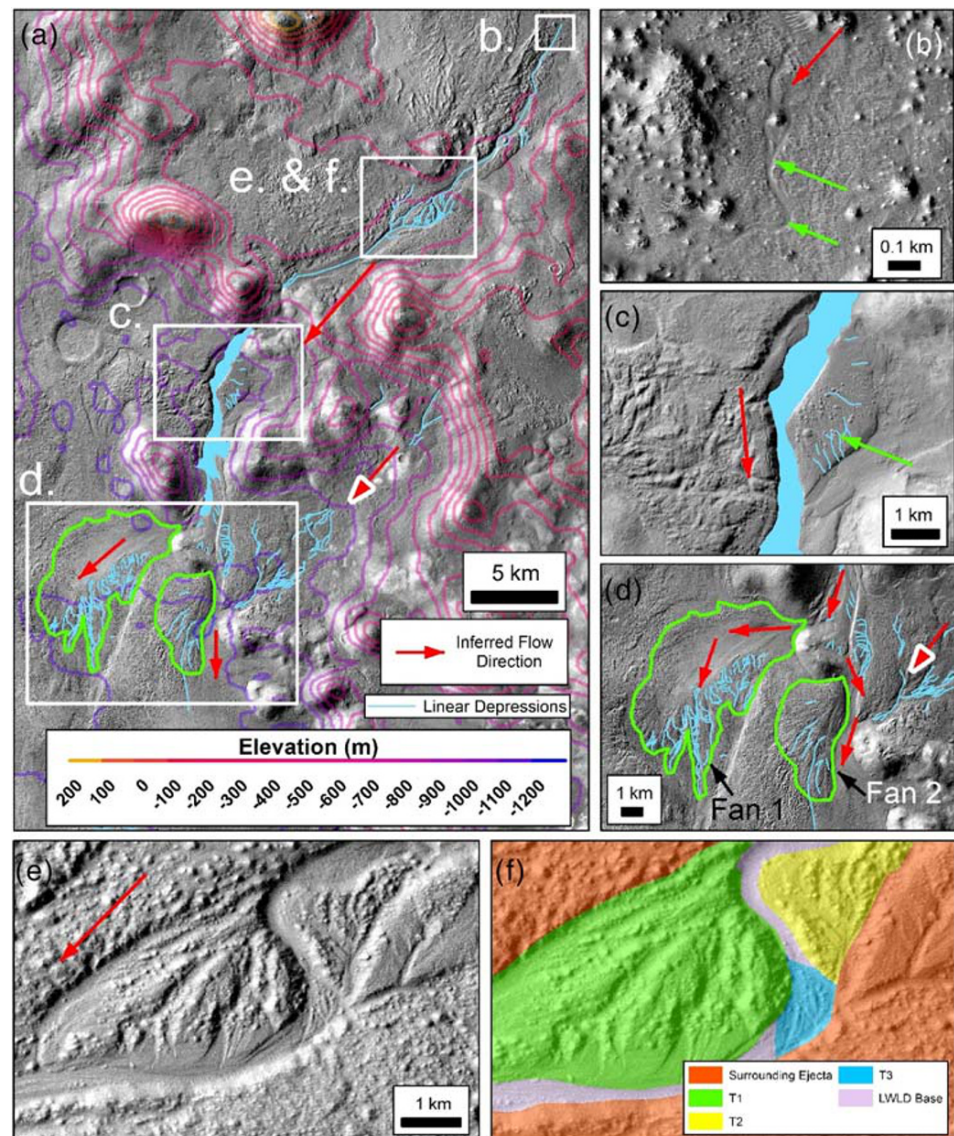 (a)
b.
e. & f.
c.
d.
5 km
Inferred Flow
Direction
Linear Depressions
Elevation (m)
200
100
0
-100
-200
-300
-400
-500
-600
-700
-800
-900
-1000
-1100
-1200
(b)
0.1 km
(c)
1 km
(d)
1 km
Fan 1
Fan 2
(e)
1 km
(f)
Surrounding Ejecta
T1
T2
T3
LWLD Base